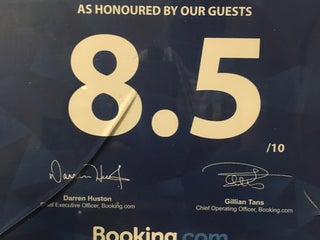 AS HONOURED BY OUR GUESTS
8.5
/10
Darren Huston
Chief Executive Officer, Booking.com
Gillian Tans
Chief Operating Officer, Booking.com
Booking.com